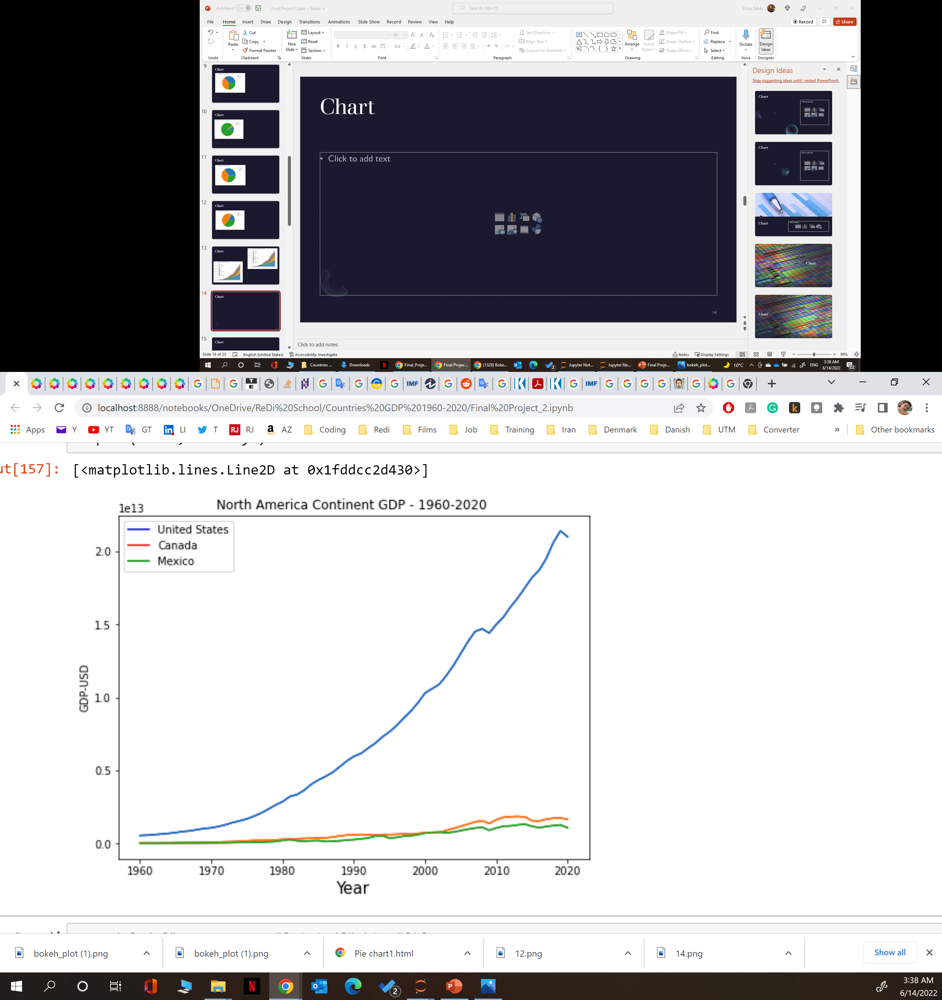 AutoSave On Final Project 1.pptx • Saved Search (Alt+Q) Elnaz Talebi
File Home Insert Draw Design Transitions Animations Slide Show Record Review View Help Record Share
Paste Cut Copy Format Painter New Slide Layout Reset Section 48 Text Direction Align Text Convert to SmartArt Arrange Quick Styles Shape Fill Shape Outline Shape Effects Find Replace Select Dictate Design Ideas
Undo Clipboard Slides Font Paragraph Drawing Editing Voice Designer
9 Chart
10 Chart
11 Chart
12 Chart
13 Chart
14 Chart
15 Chart
Chart
• Click to add text
14
Click to add notes
Design Ideas
Stop suggesting ideas until I restart PowerPoint.
Chart
Chart
Chart
Chart
Chart
Slide 14 of 25 English (United States) Accessibility: Investigate Notes Display Settings 99%
Countries ... Downloads Final_Proje... Final Projec... (1328) Boke... 2 Jupyter Not... Jupyter No... Final Proje... bokeh_plot... 10°C ENG 3:38 AM 6/14/2022 22
IMF IMF
localhost:8888/notebooks/OneDrive/ReDi%20School/Countries%20GDP%201960-2020/Final%20Project_2.ipynb
Apps Y YT GT LI T RJ RJ AZ Coding Redi Films Job Training Iran Denmark Danish UTM Converter » Other bookmarks
ut[157]: [<matplotlib.lines.Line2D at 0x1fddcc2d430>]
North America Continent GDP - 1960-2020
1e13
United States
Canada
Mexico
2.0
1.5
1.0
0.5
0.0
GDP-USD
1960 1970 1980 1990 2000 2010 2020
Year
bokeh_plot (1).png bokeh_plot (1).png Pie chart1.html 12.png 14.png Show all
2 3:38 AM
6/14/2022